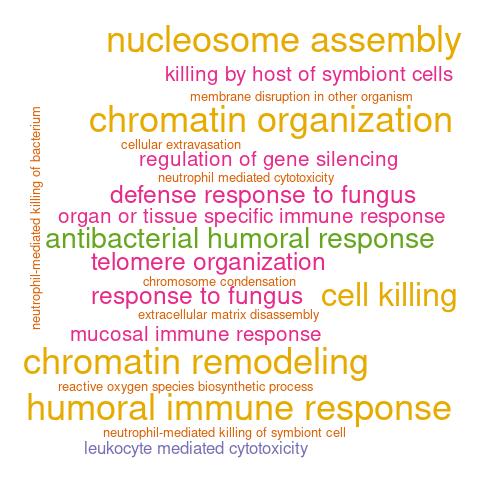 nucleosome assembly
killing by host of symbiont cells
membrane disruption in other organism
chromatin organization
cellular extravasation
regulation of gene silencing
neutrophil mediated cytotoxicity
defense response to fungus
organ or tissue specific immune response
antibacterial humoral response
telomere organization
chromosome condensation
response to fungus
cell killing
extracellular matrix disassembly
mucosal immune response
chromatin remodeling
reactive oxygen species biosynthetic process
humoral immune response
neutrophil-mediated killing of symbiont cell
leukocyte mediated cytotoxicity
neutrophil-mediated killing of bacterium